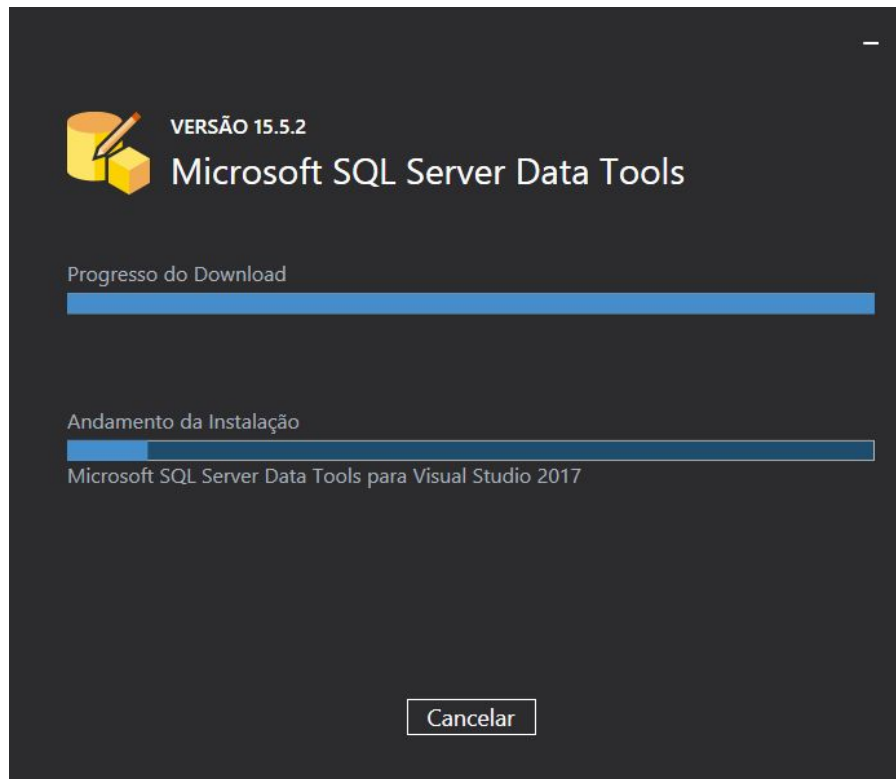 VERSÃO 15.5.2
Microsoft SQL Server Data Tools
Progresso do Download
Andamento da Instalação
Microsoft SQL Server Data Tools para Visual Studio 2017
Cancelar